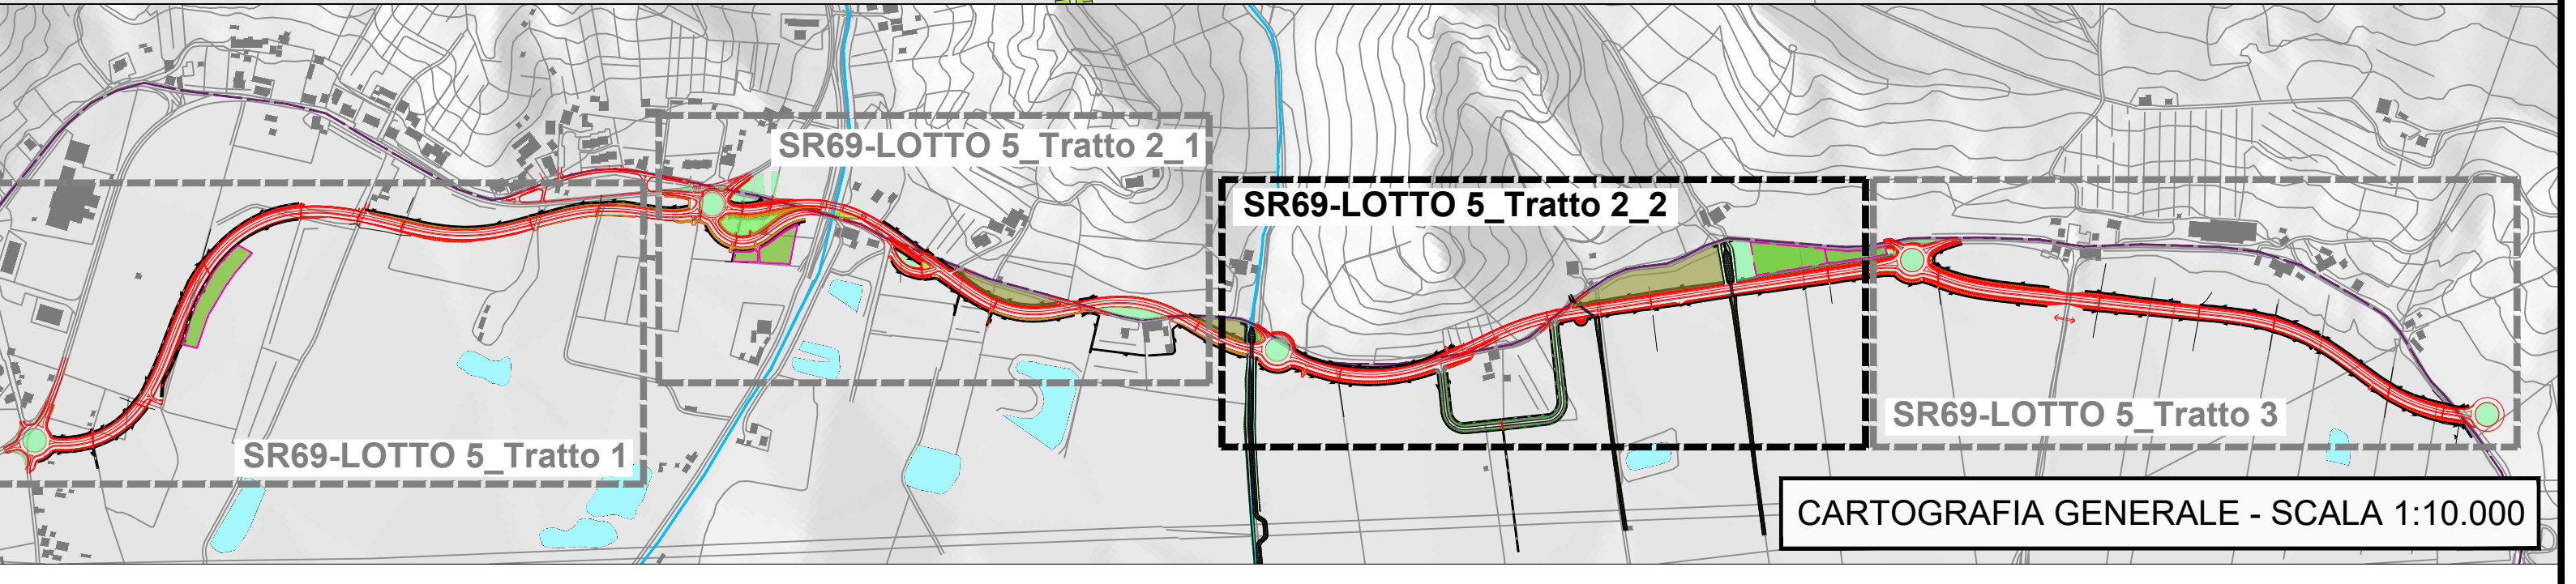 SR69-LOTTO 5_Tratto 2_1
SR69-LOTTO 5_Tratto 2_2
SR69-LOTTO 5_Tratto 3
SR69-LOTTO 5_Tratto 1
CARTOGRAFIA GENERALE - SCALA 1:10.000